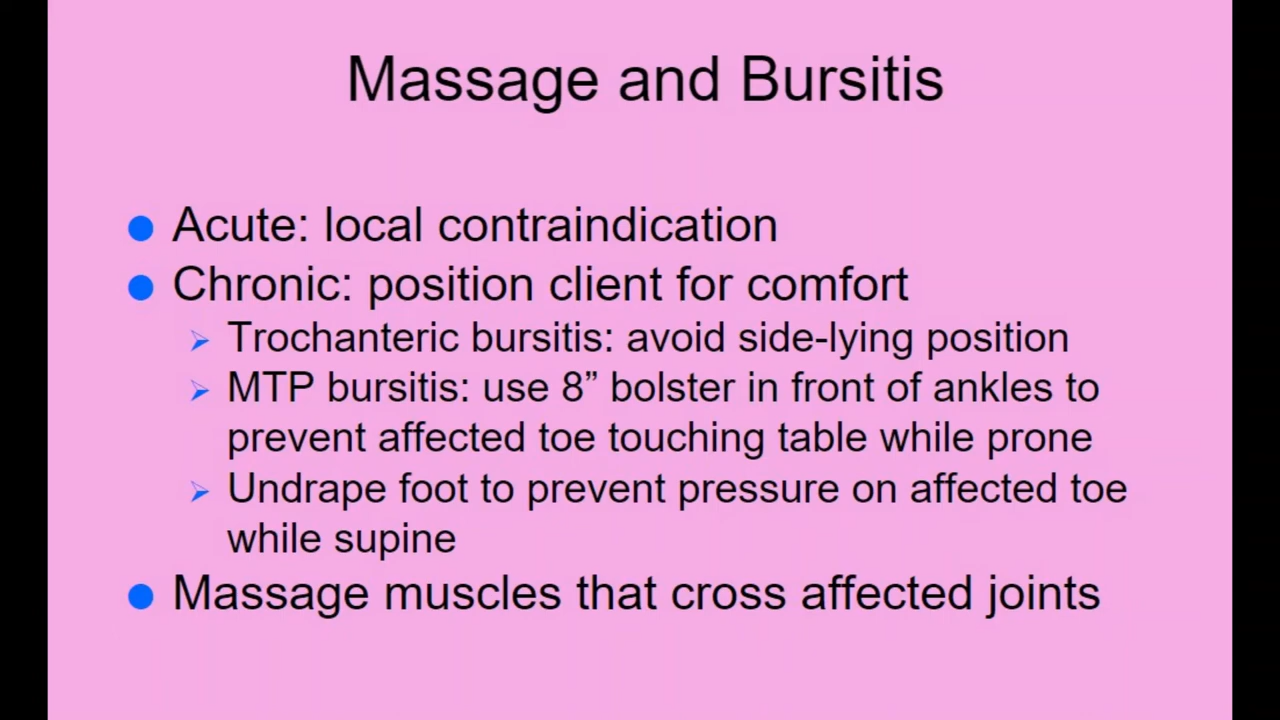 Massage and Bursitis
Acute: local contraindication
Chronic: position client for comfort
Trochanteric bursitis: avoid side-lying position
MTP bursitis: use 8” bolster in front of ankles to
prevent affected toe touching table while prone
Undrape foot to prevent pressure on affected toe
while supine
Massage muscles that cross affected joints